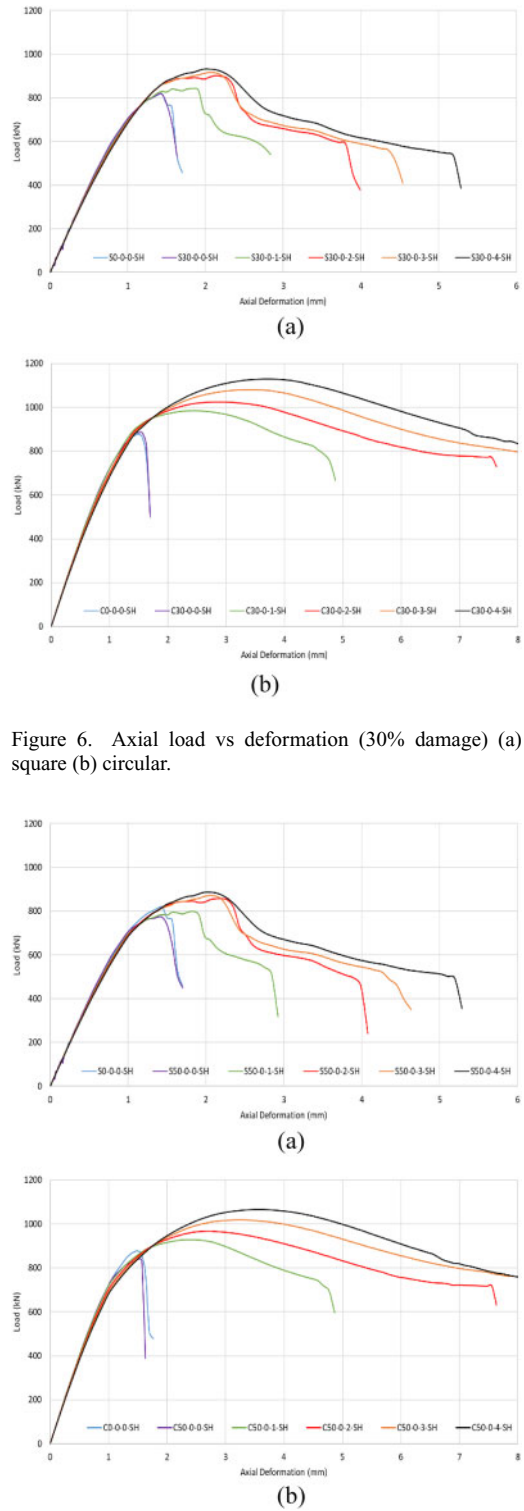 1200
1000
800
600
400
200
0
Load (kN)
S0-0-0-SH S30-0-0-SH S30-0-1-SH S30-0-2-SH S30-0-3-SH S30-0-4-SH
0 1 2 3 4 5 6
Axial Deformation (mm)
(a)
1200
1000
800
600
400
200
0
Load (kN)
C0-0-0-SH C30-0-0-SH C30-0-1-SH C30-0-2-SH C30-0-3-SH C30-0-4-SH
0 1 2 3 4 5 6 7 8
Axial Deformation (mm)
(b)
Figure 6. Axial load vs deformation (30% damage) (a)
square (b) circular.
1200
1000
800
600
400
200
0
Load (kN)
S0-0-0-SH S50-0-0-SH S50-0-1-SH S50-0-2-SH S50-0-3-SH S50-0-4-SH
0 1 2 3 4 5 6
Axial Deformation (mm)
(a)
1200
1000
800
600
400
200
0
Load (kN)
C0-0-0-SH C50-0-0-SH C50-0-1-SH C50-0-2-SH C50-0-3-SH C50-0-4-SH
0 1 2 3 4 5 6 7 8
Axial Deformation (mm)
(b)